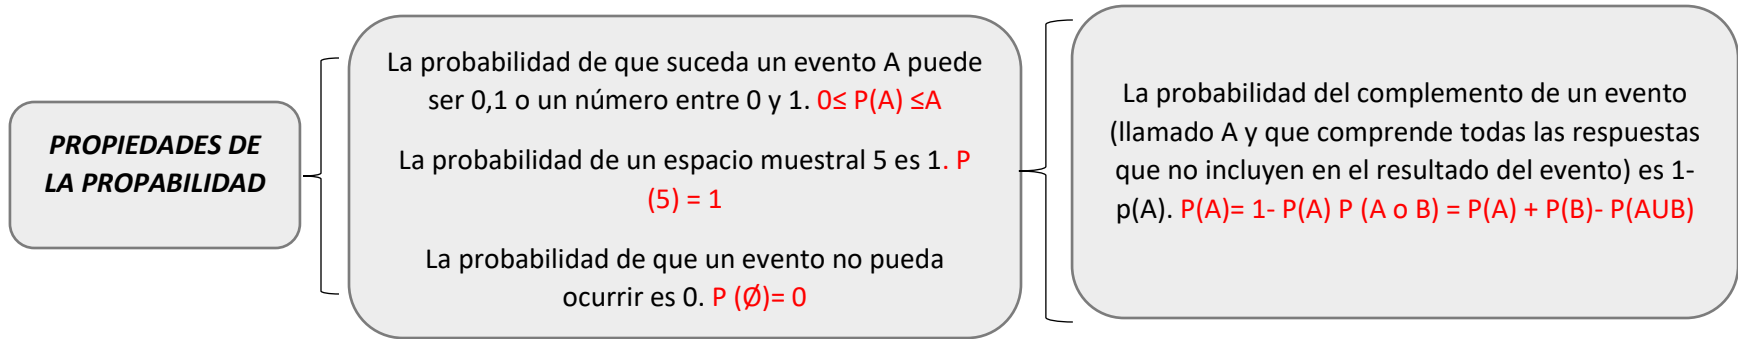 PROPIEDADES DE
LA PROPABILIDAD
La probabilidad de que suceda un evento A puede
ser 0,1 o un número entre 0 y 1. 0≤ P(A) ≤A
La probabilidad de un espacio muestral 5 es 1. P
(5) = 1
La probabilidad de que un evento no pueda
ocurrir es 0. P (Ø)= 0
La probabilidad del complemento de un evento
(llamado A y que comprende todas las respuestas
que no incluyen en el resultado del evento) es 1-
p(A). P(A)= 1- P(A) P (A o B) = P(A) + P(B)- P(AUB)